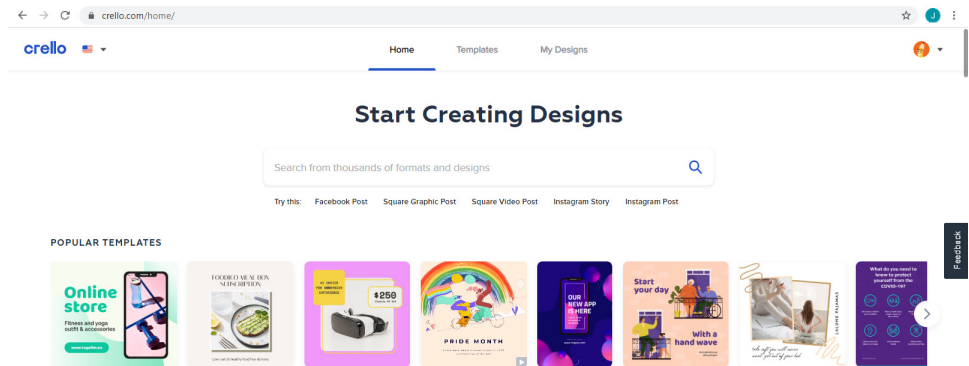 crello.com/home/
J
crello
Home
Templates
My Designs
Start Creating Designs
Search from thousands of formats and designs
Try this: Facebook Post Square Graphic Post Square Video Post Instagram Story Instagram Post
Feedback
POPULAR TEMPLATES
Online
store
Fitness and yoga
outfit & accessories
FOODIGO MEAL BOX
SUBSCRIPTION
$250
PRIDE MONTH
OUR
NEW APP
IS HERE
Start
your day
With a
hand wave
LALUME PAJAMAS
What do you need to
know to protect
yourself from the
COVID-19?